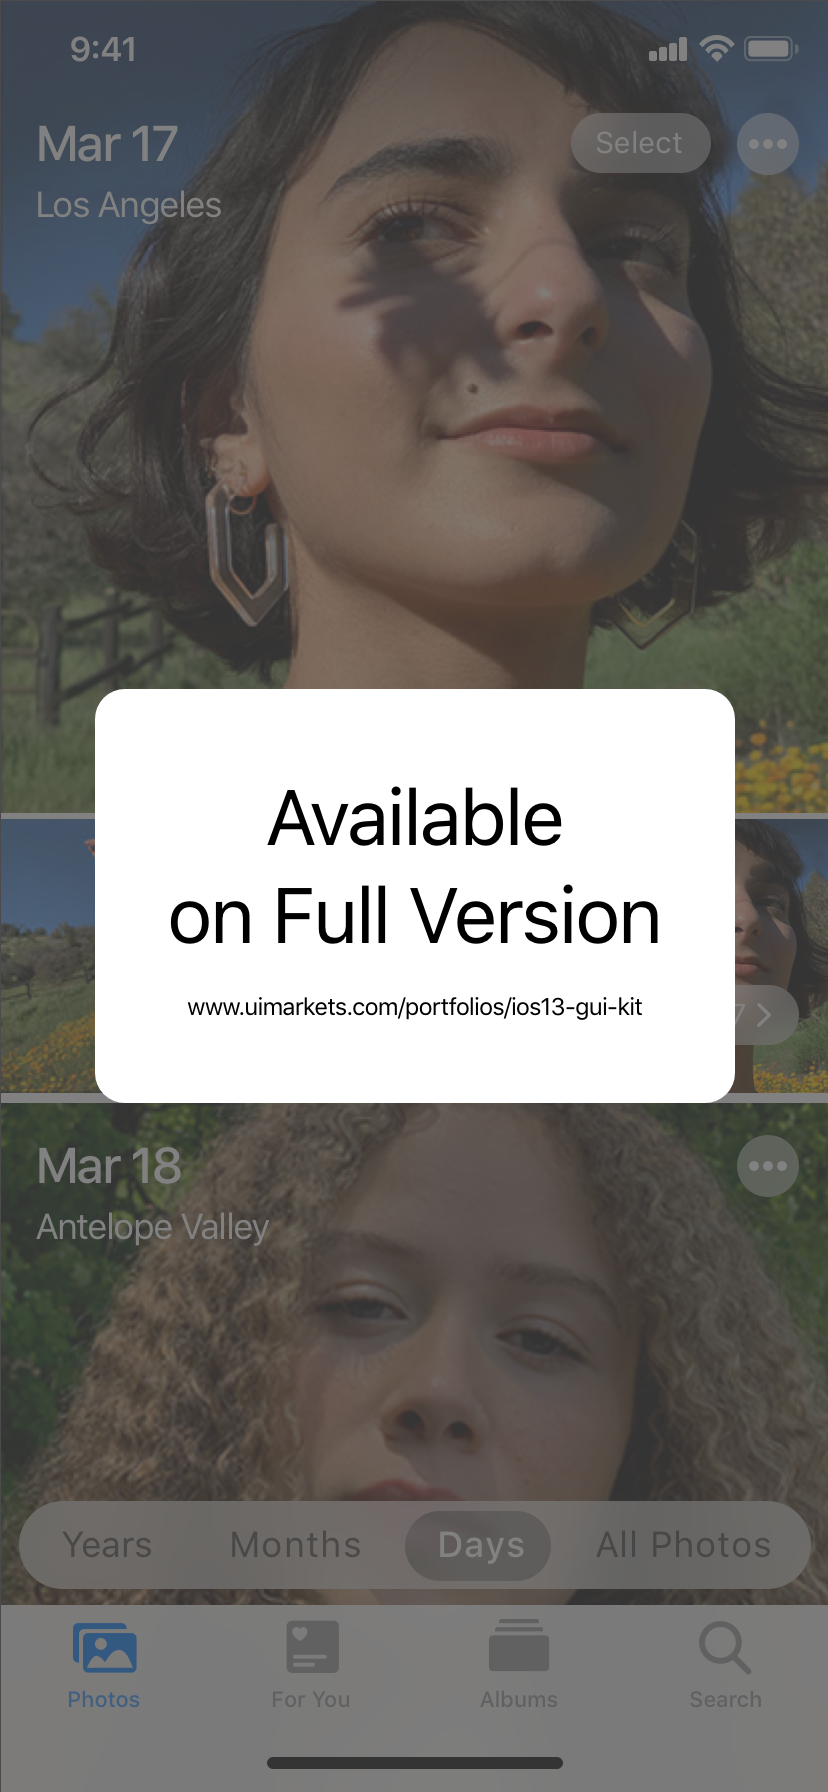 9:41
Mar 17
Select
Los Angeles
Available
on Full Version
www.uimarkets.com/portfolios/ios13-gui-kit
7
Mar 18
Antelope Valley
Years Months Days All Photos
Photos For You Albums Search